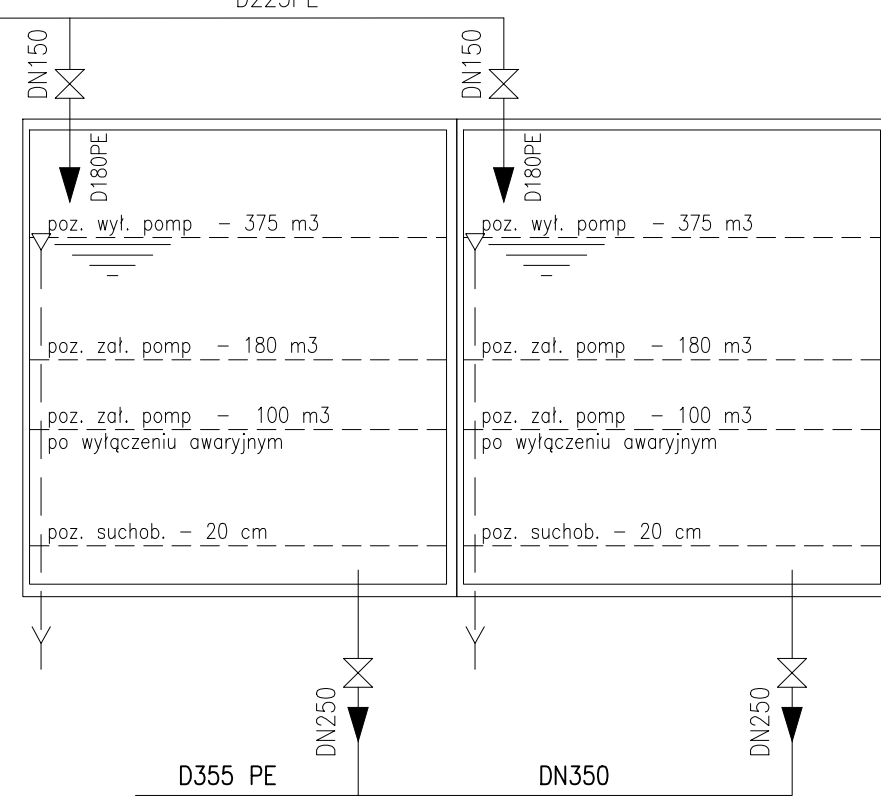 DN150
DN150
D180PE
D180PE
poz. wył. pomp - 375 m3
poz. wył. pomp - 375 m3
poz. zał. pomp - 180 m3
poz. zał. pomp - 180 m3
poz. zał. pomp - 100 m3
po wyłączeniu awaryjnym
poz. zał. pomp - 100 m3
po wyłączeniu awaryjnym
poz. suchob. - 20 cm
poz. suchob. - 20 cm
DN250
DN250
D355 PE
DN350